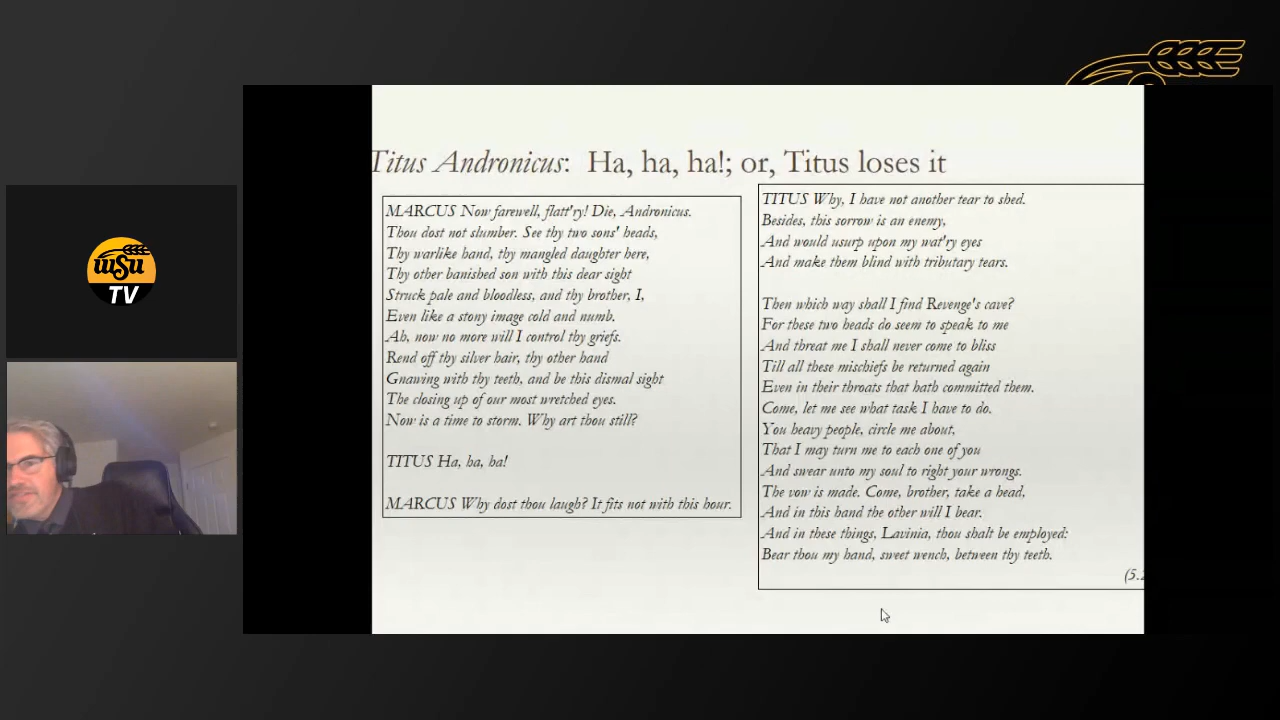 Titus Andronicus: Ha, ha, ha!; or, Titus loses it
MARCUS Now farewell, flatt'ry! Die, Andronicus.
Thou dost not slumber. See thy two sons' heads,
Thy warlike hand, thy mangled daughter here,
Thy other banished son with this dear sight
Struck pale and bloodless, and thy brother, I,
Even like a stony image cold and numb.
Ah, now no more will I control thy griefs.
Rend off thy silver hair, thy other hand
Gnawing with thy teeth, and be this dismal sight
The closing up of our most wretched eyes.
Now is a time to storm. Why art thou still?
TITUS Ha, ha, ha!
MARCUS Why dost thou laugh? It fits not with this hour.
TITUS Why, I have not another tear to shed.
Besides, this sorrow is an enemy,
And would usurp upon my wat'ry eyes
And make them blind with tributary tears.
Then which way shall I find Revenge's cave?
For these two heads do seem to speak to me
And threat me I shall never come to bliss
Till all these mischiefs be returned again
Even in their throats that hath committed them.
Come, let me see what task I have to do.
You heavy people, circle me about,
That I may turn me to each one of you
And swear unto my soul to right your wrongs.
The vow is made. Come, brother, take a head,
And in this hand the other will I bear.
And in these things, Lavinia, thou shalt be employed:
Bear thou my hand, sweet wench, between thy teeth.
wsu
TV